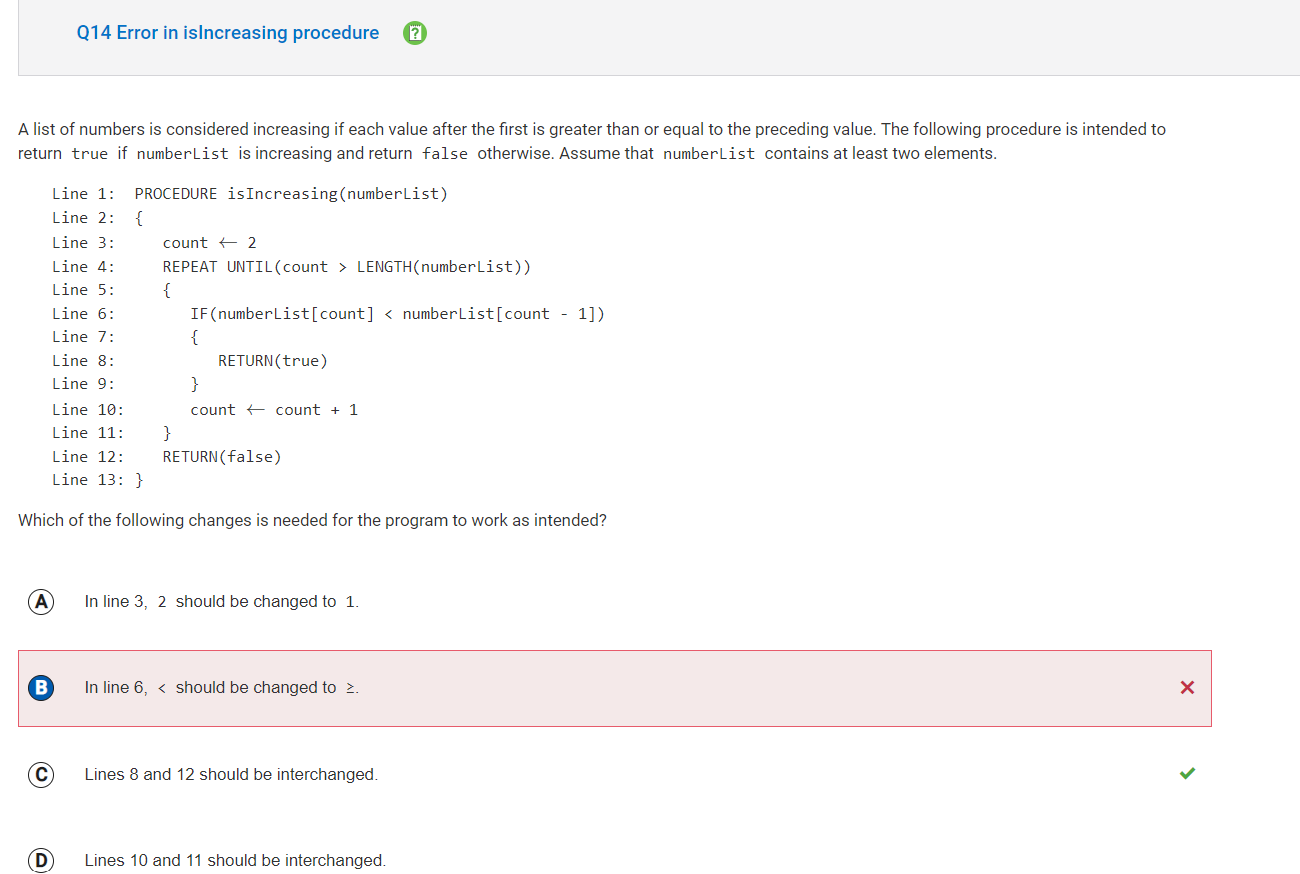 Q14 Error in isIncreasing procedure
A list of numbers is considered increasing if each value after the first is greater than or equal to the preceding value. The following procedure is intended to
return true if numberList is increasing and return false otherwise. Assume that numberList contains at least two elements.
Line 1: PROCEDURE isIncreasing(numberList)
Line 2: {
Line 3: count ← 2
Line 4: REPEAT UNTIL(count > LENGTH(numberList))
Line 5: {
Line 6: IF(numberList[count] < numberList[count - 1])
Line 7: {
Line 8: RETURN(true)
Line 9: }
Line 10: count ← count + 1
Line 11: }
Line 12: RETURN(false)
Line 13: }
Which of the following changes is needed for the program to work as intended?
A In line 3, 2 should be changed to 1.
B In line 6, < should be changed to ≥.
C Lines 8 and 12 should be interchanged.
D Lines 10 and 11 should be interchanged.